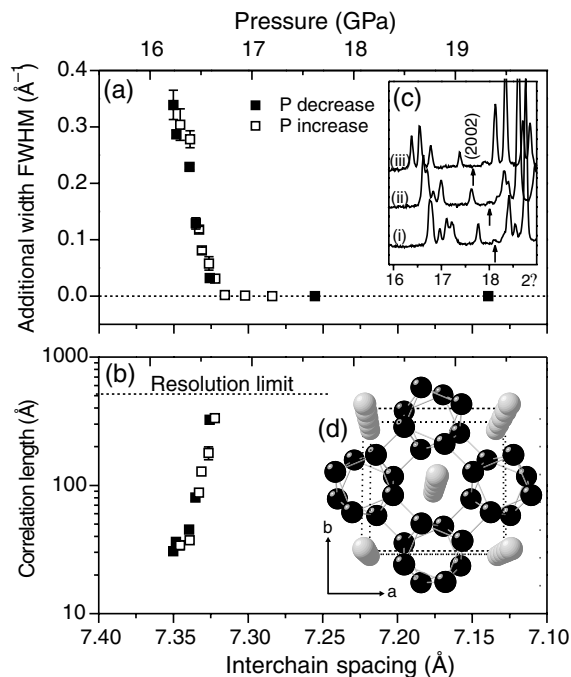 Pressure (GPa)
16 17 18 19
Additional width FWHM (Å⁻¹)
0.4
0.3
0.2
0.1
0.0
(a)
P decrease
P increase
(c)
(2002)
(iii)
(ii)
(i)
16 17 18 2?
(b)
Resolution limit
Correlation length (Å)
1000
100
10
(d)
b
a
7.40 7.35 7.30 7.25 7.20 7.15 7.10
Interchain spacing (Å)